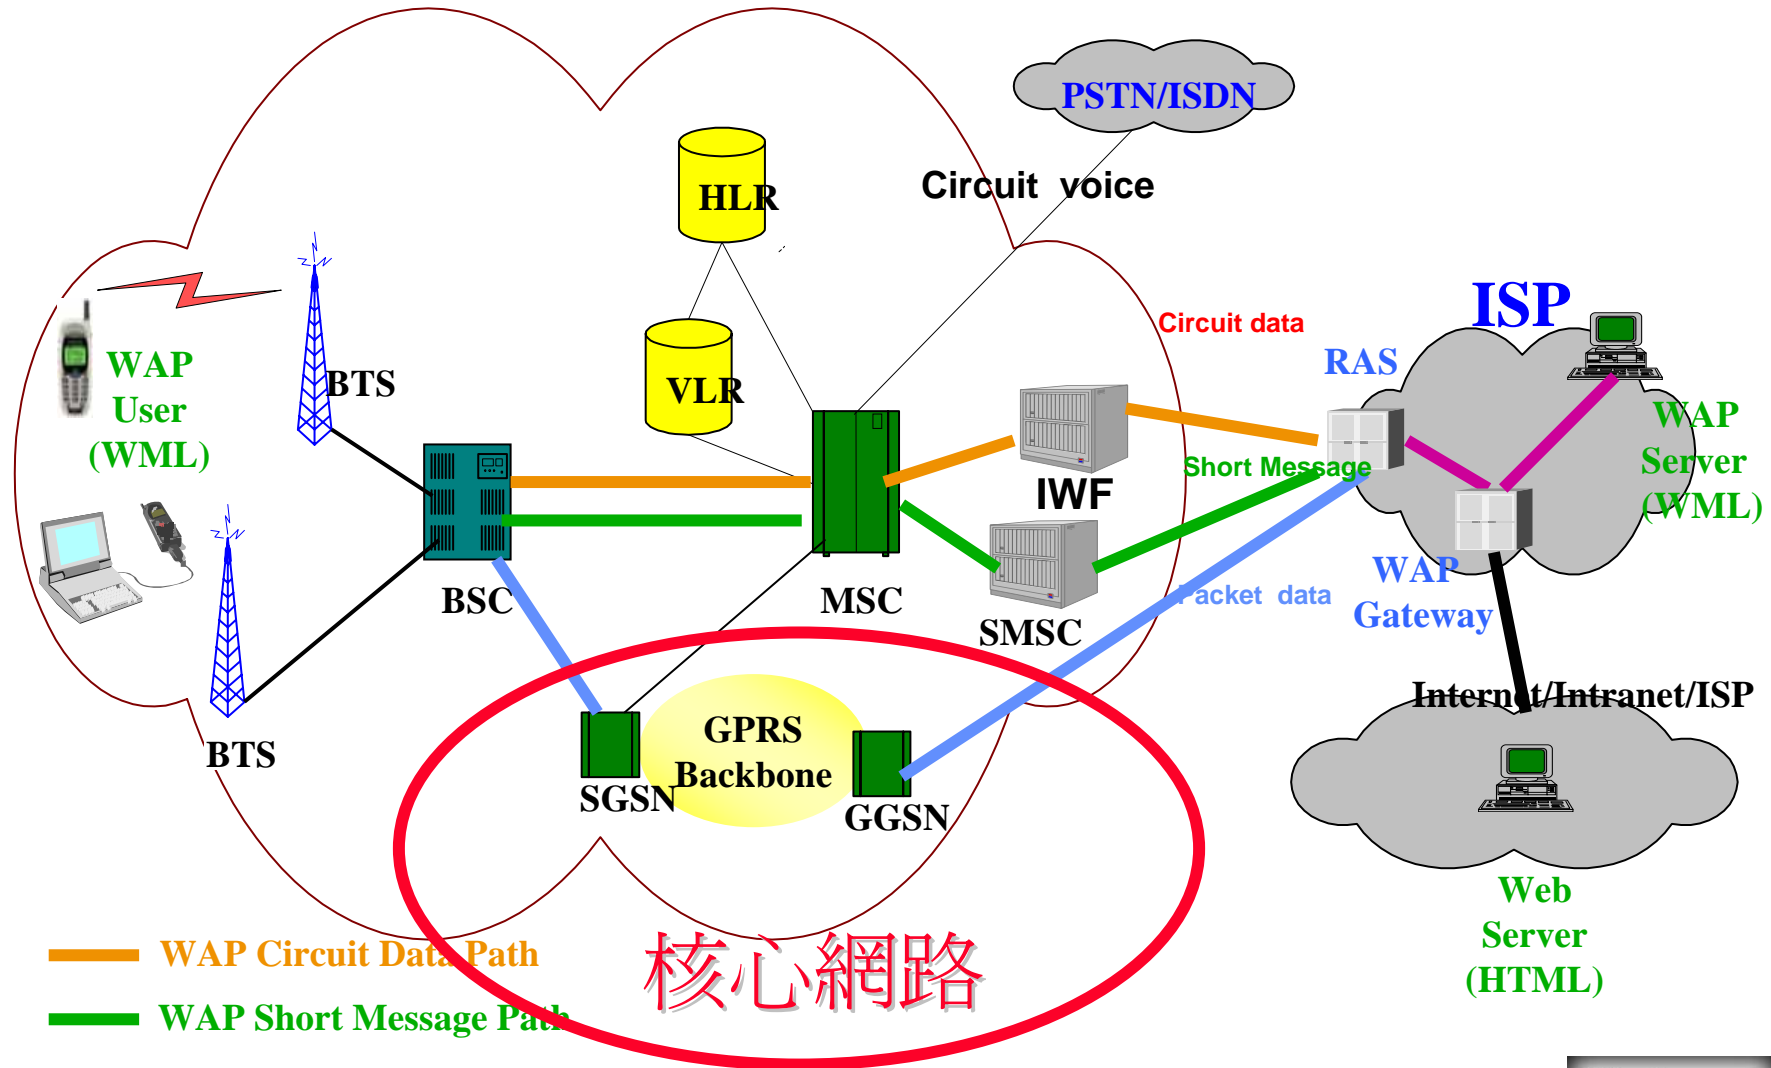 PSTN/ISDN
HLR
Circuit voice
ISP
Circuit data
RAS
WAP
User
(WML)
BTS
VLR
WAP
Server
(WML)
Short Message
IWF
BSC
MSC
SMSC
Packet data
WAP
Gateway
Internet/Intranet/ISP
BTS
GPRS
Backbone
SGSN
GGSN
Web
Server
(HTML)
核心網路
WAP Circuit Data Path
WAP Short Message Path